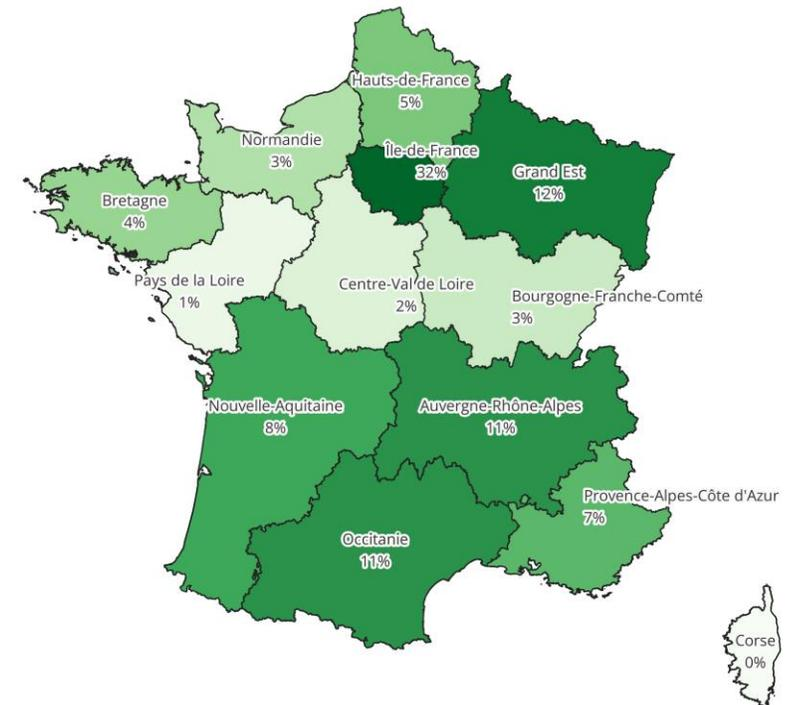 Hauts-de-France
5%
Normandie
3%
Île-de-France
32%
Grand Est
12%
Bretagne
4%
Pays de la Loire
1%
Centre-Val de Loire
2%
Bourgogne-Franche-Comté
3%
Nouvelle-Aquitaine
8%
Auvergne-Rhône-Alpes
11%
Provence-Alpes-Côte d'Azur
7%
Occitanie
11%
Corse
0%